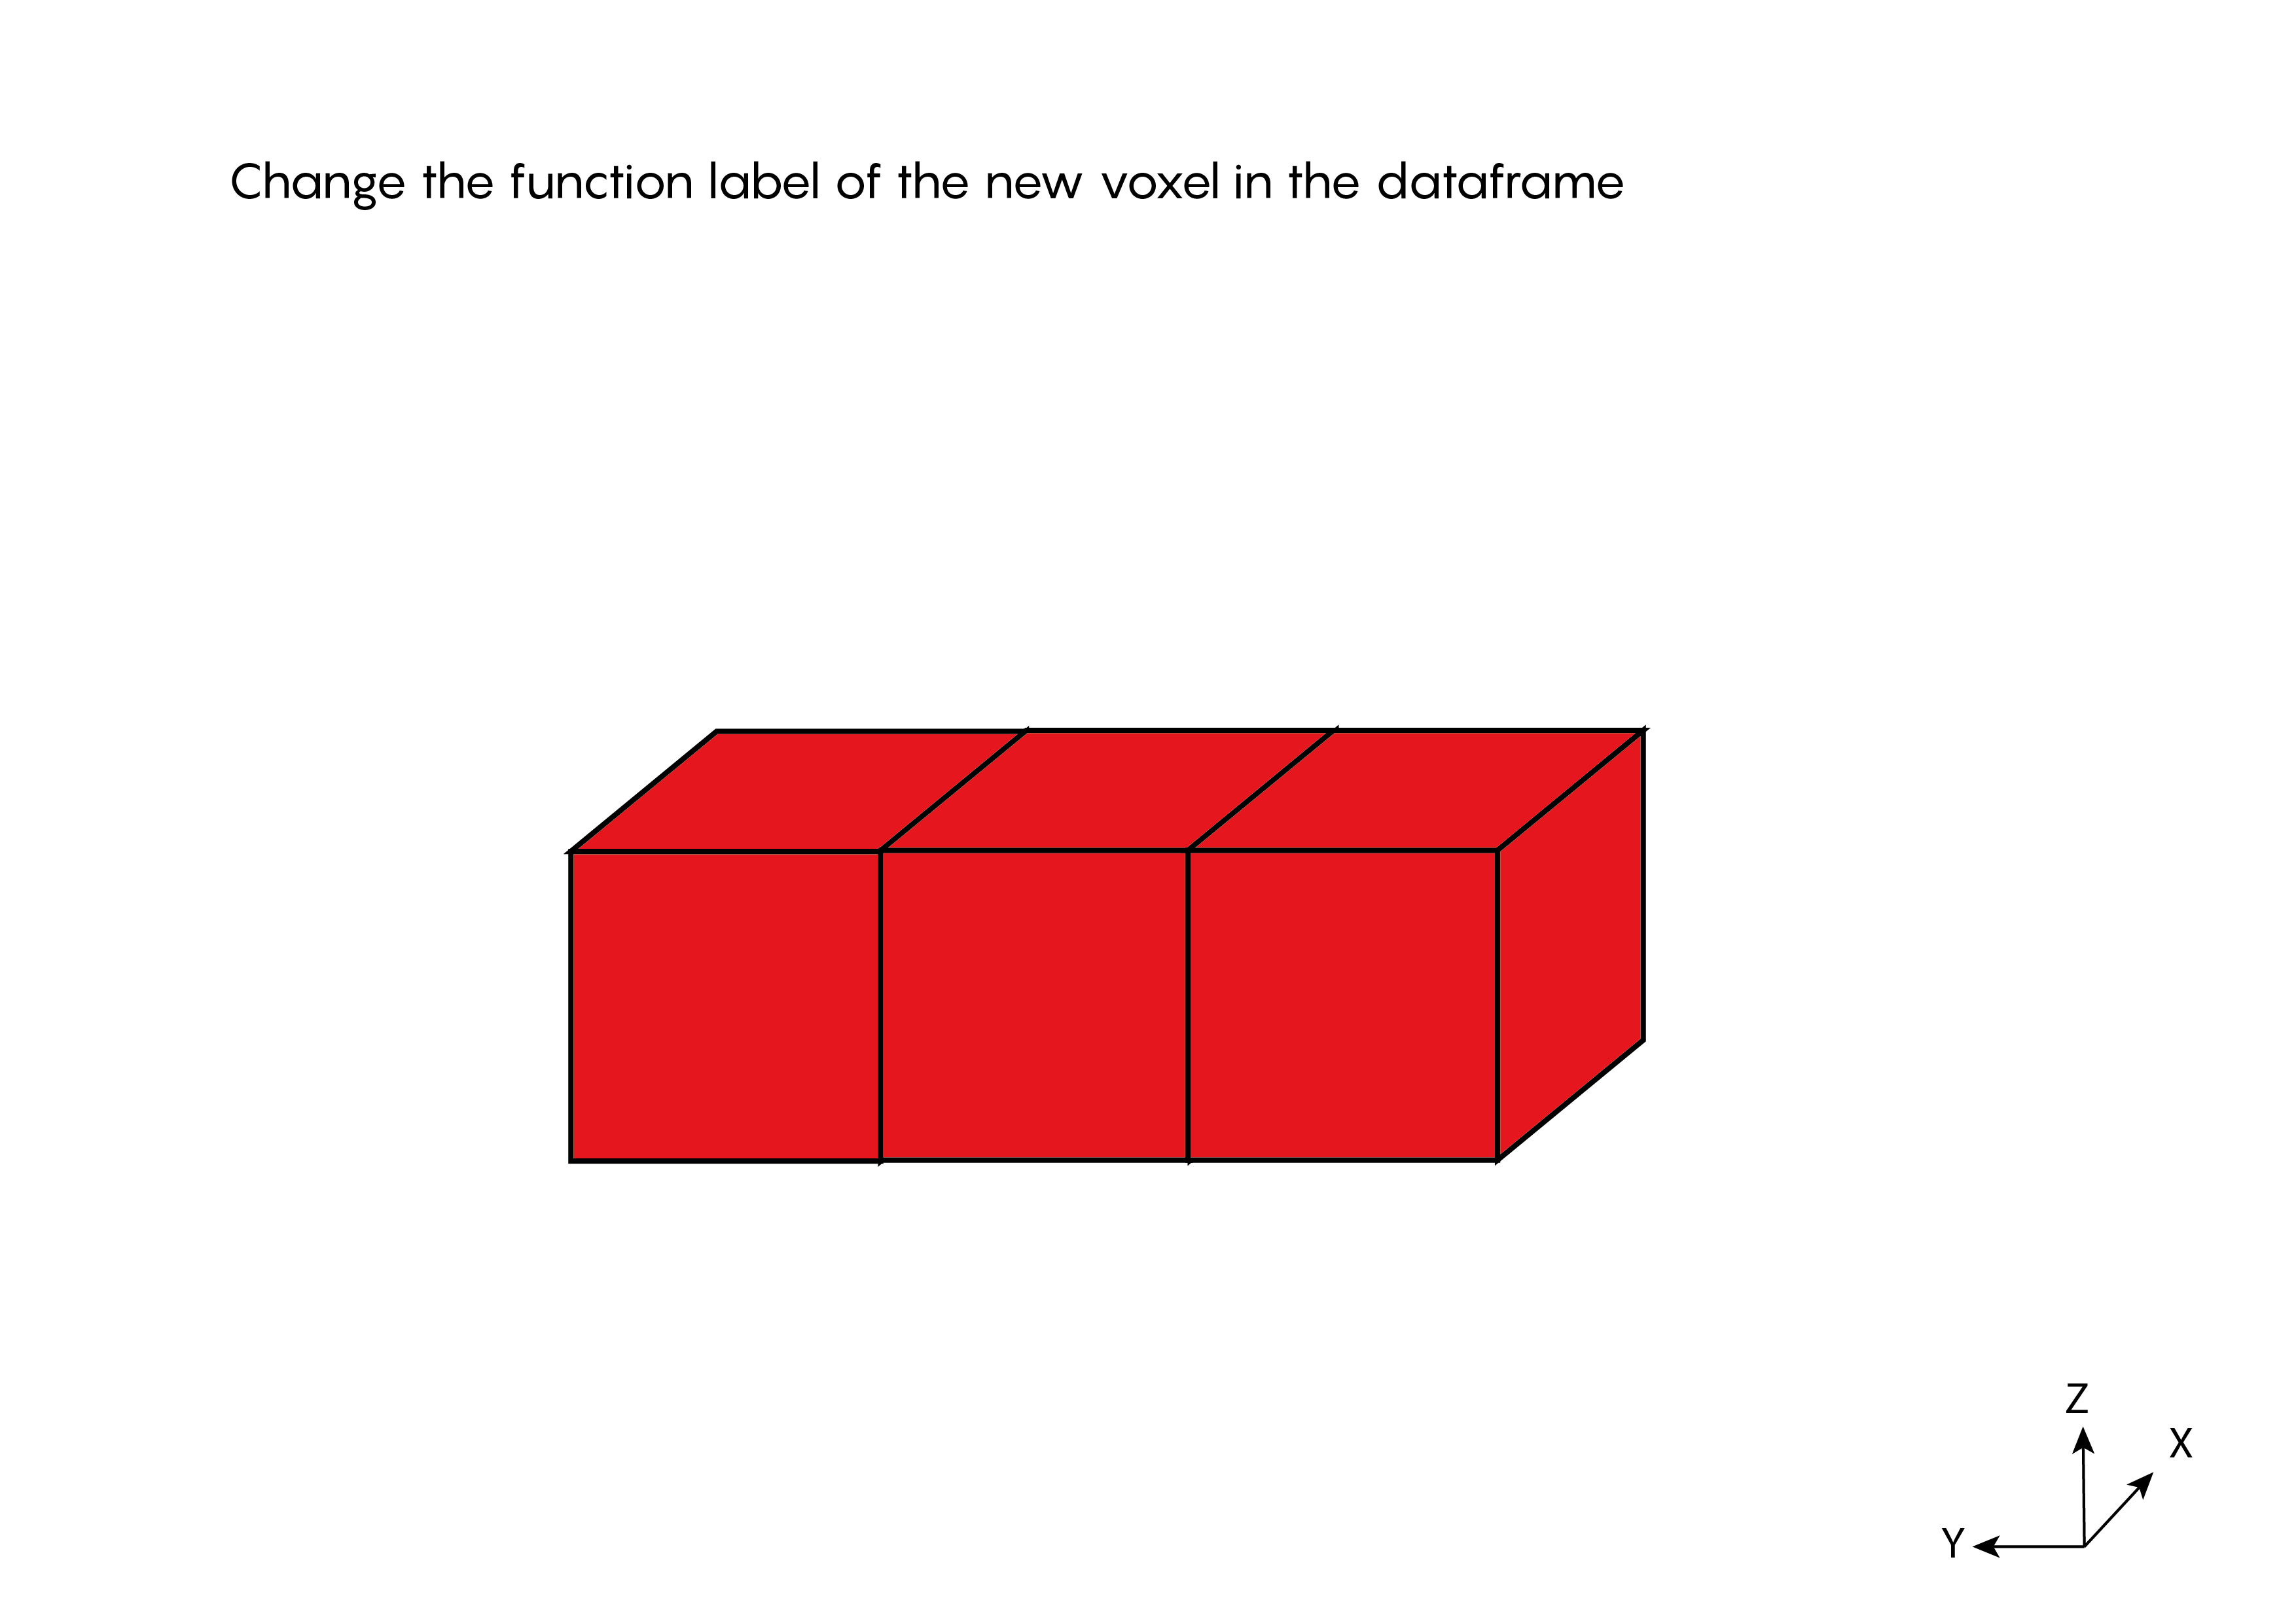 Change the function label of the new voxel in the dataframe
Z
X
Y